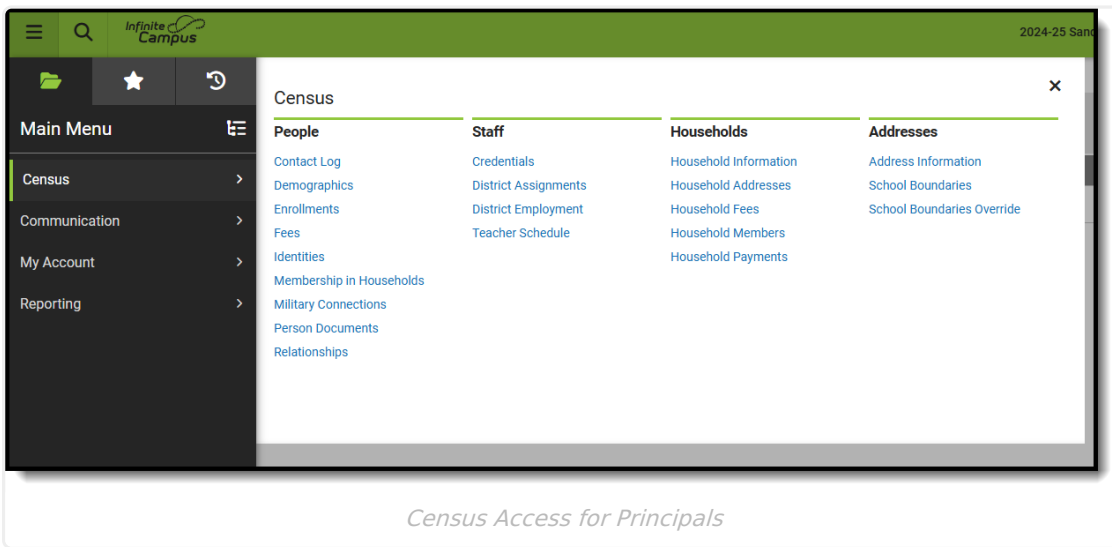 Infinite
Campus
2024-25 Sand
Main Menu
Census
Communication
My Account
Reporting
Census
People
Contact Log
Demographics
Enrollments
Fees
Identities
Membership in Households
Military Connections
Person Documents
Relationships
Staff
Credentials
District Assignments
District Employment
Teacher Schedule
Households
Household Information
Household Addresses
Household Fees
Household Members
Household Payments
Addresses
Address Information
School Boundaries
School Boundaries Override
Census Access for Principals